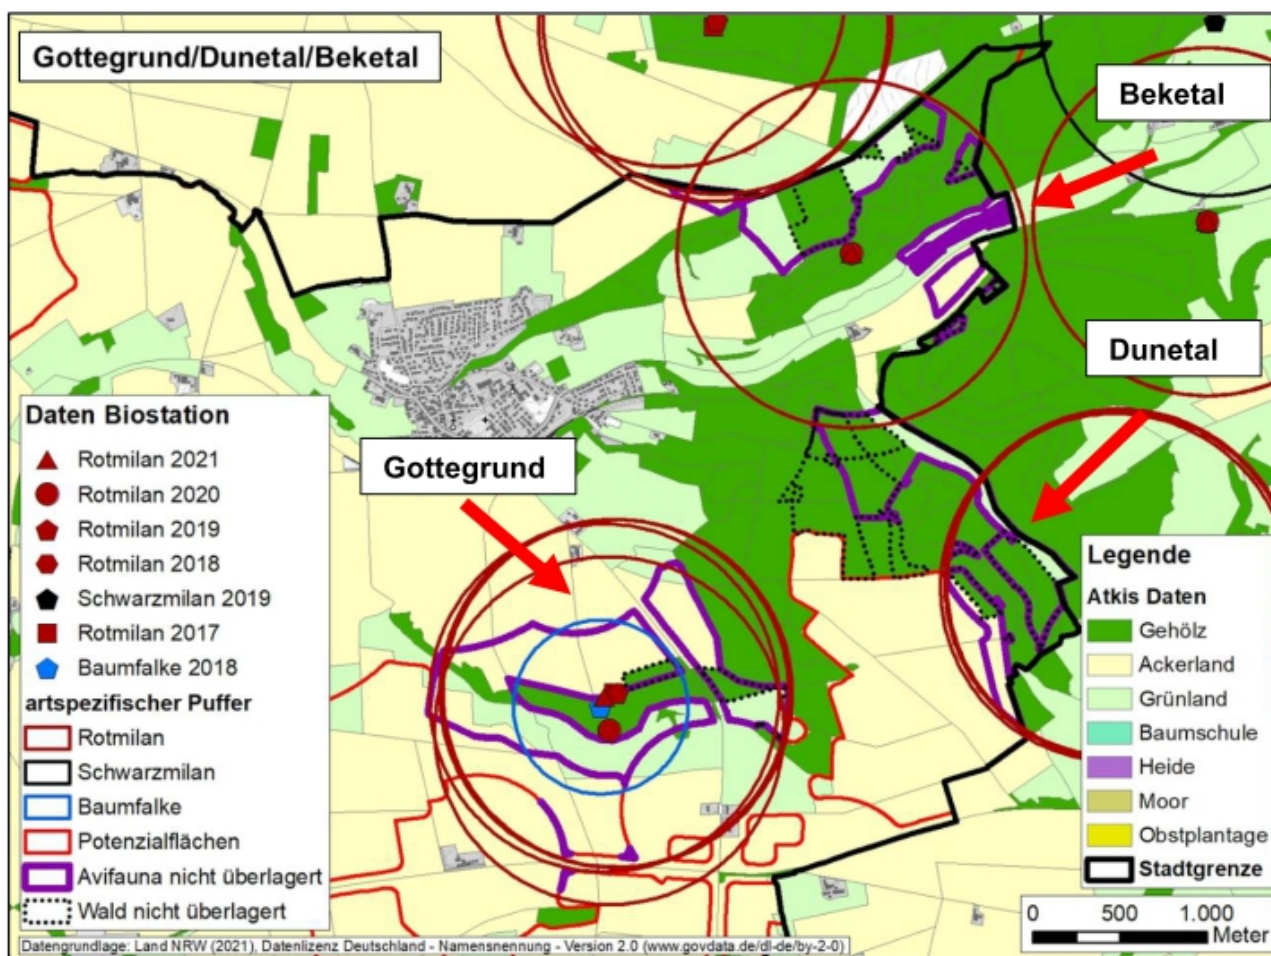 Gottegrund/Dunetal/Beketal
Beketal
Dunetal
Gottegrund
Daten Biostation
Rotmilan 2021
Rotmilan 2020
Rotmilan 2019
Rotmilan 2018
Schwarzmilan 2019
Rotmilan 2017
Baumfalke 2018
artspezifischer Puffer
Rotmilan
Schwarzmilan
Baumfalke
Potenzialflächen
Avifauna nicht überlagert
Wald nicht überlagert
Legende
Atkis Daten
Gehölz
Ackerland
Grünland
Baumschule
Heide
Moor
Obstplantage
Stadtgrenze
0 500 1.000
Meter
Datengrundlage: Land NRW (2021), Datenlizenz Deutschland - Namensnennung - Version 2.0 (www.govdata.de/dl-de/by-2-0)